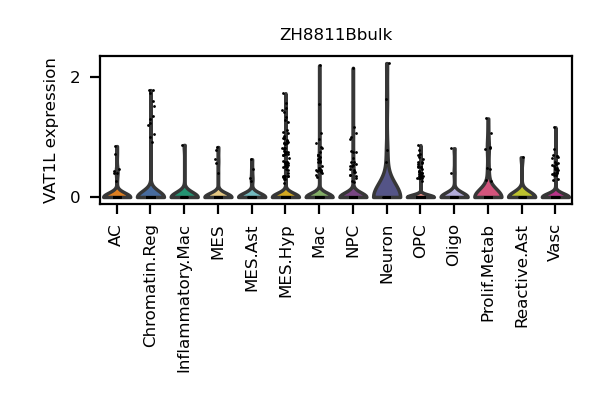 ZH8811Bbulk
VAT1L expression
2
0
AC
Chromatin.Reg
Inflammatory.Mac
MES
MES.Ast
MES.Hyp
Mac
NPC
Neuron
OPC
Oligo
Prolif.Metab
Reactive.Ast
Vasc